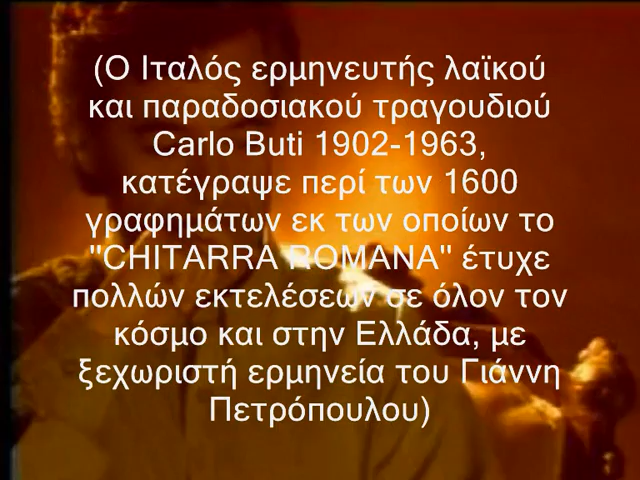 (Ο Ιταλός ερμηνευτής λαϊκού
και παραδοσιακού τραγουδιού
Carlo Buti 1902-1963,
κατέγραψε περί των 1600
γραφημάτων εκ των οποίων το
"CHITARRA ROMANA" έτυχε
πολλών εκτελέσεων σε όλον τον
κόσμο και στην Ελλάδα, με
ξεχωριστή ερμηνεία του Γιάννη
Πετρόπουλου)